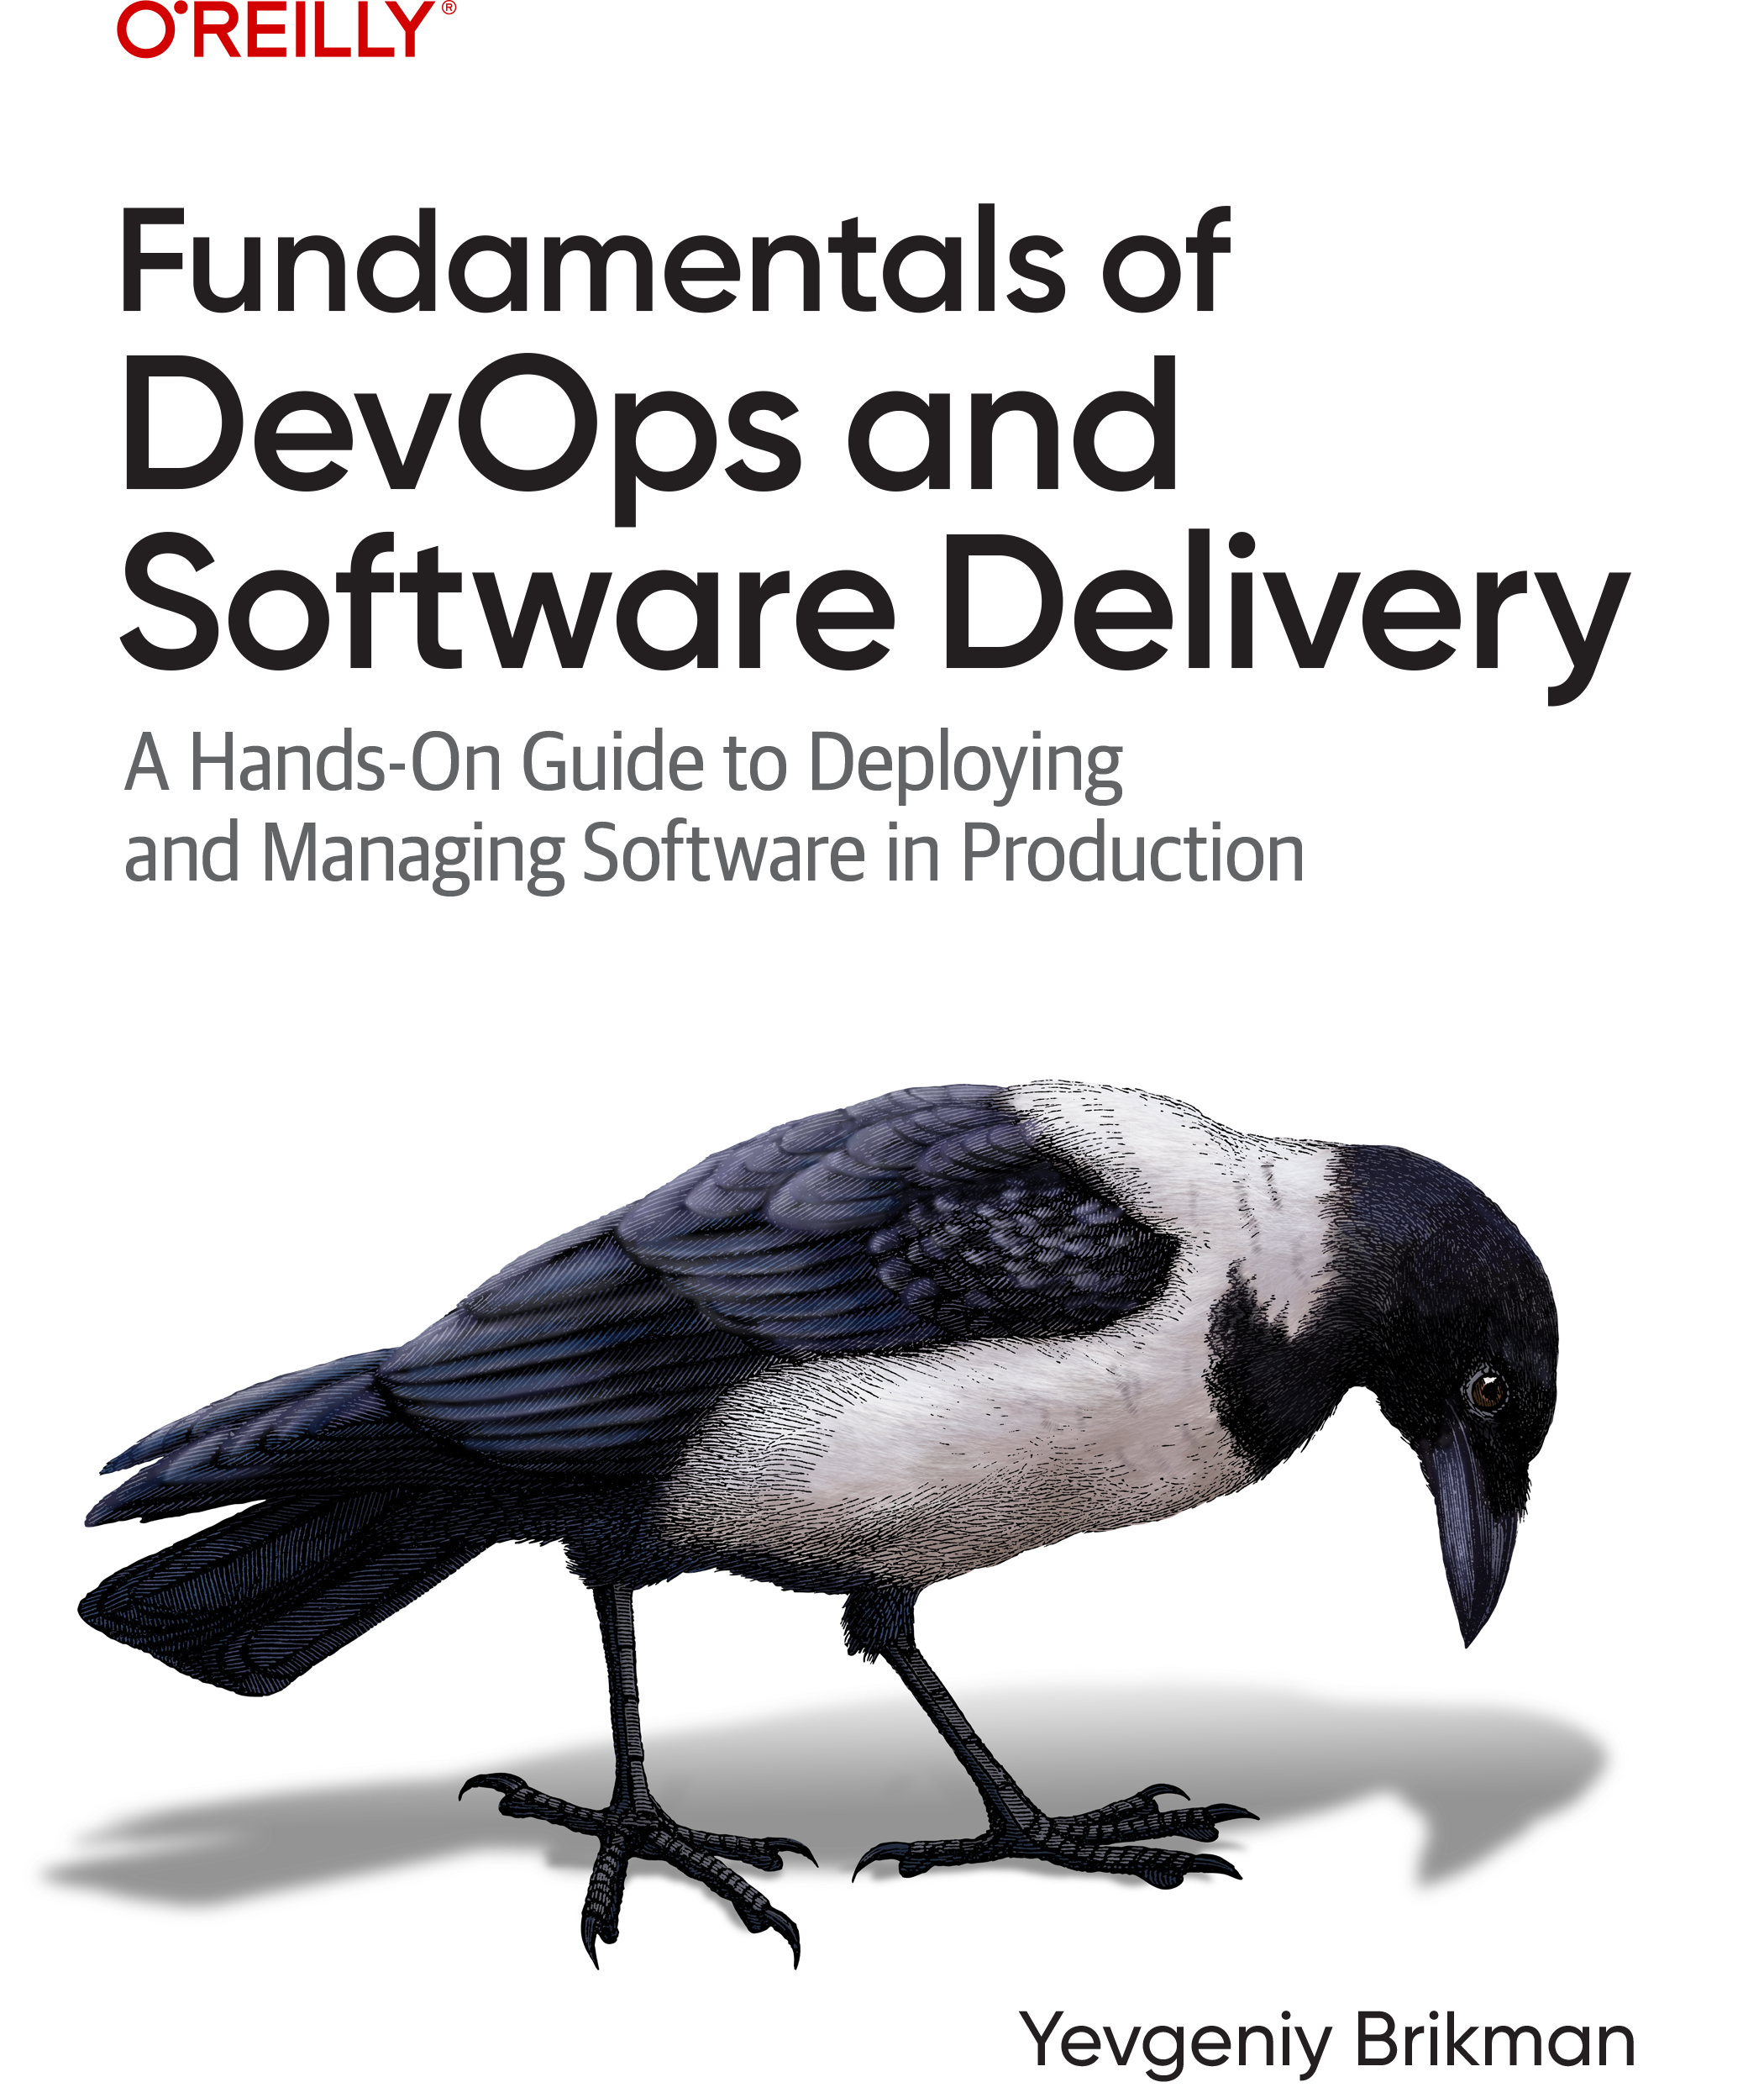 O'REILLY®
Fundamentals of
DevOps and
Software Delivery
A Hands-On Guide to Deploying
and Managing Software in Production
Yevgeniy Brikman